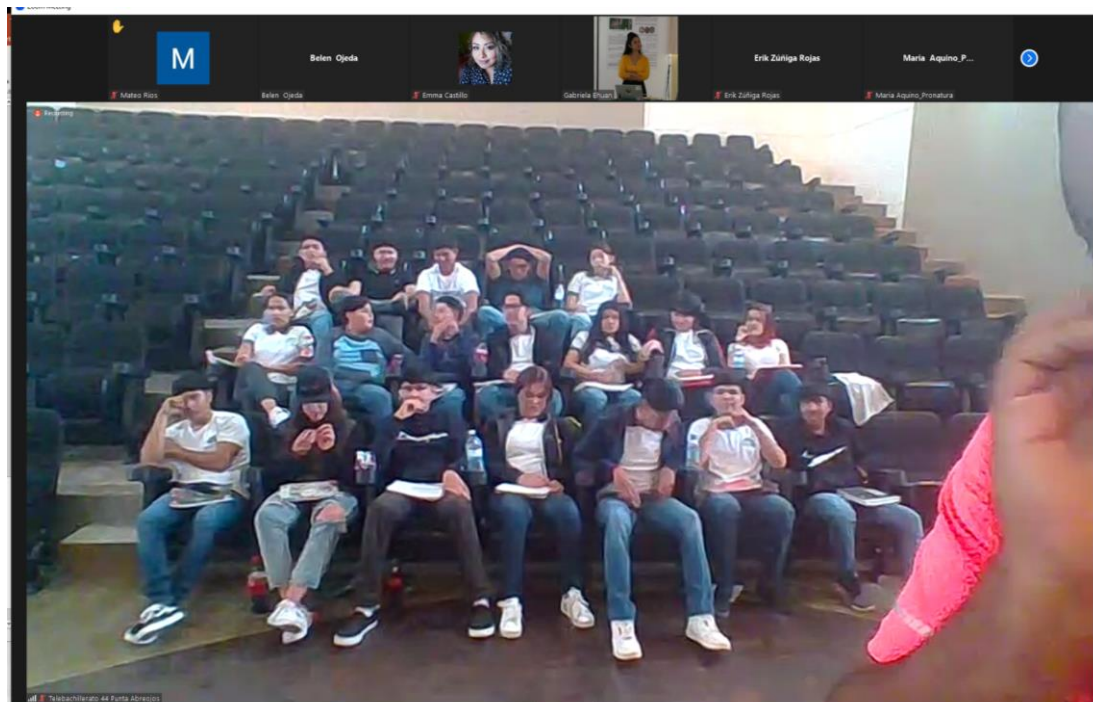 Zoom Meeting
M
Belen Ojeda
Erik Zúñiga Rojas
Maria Aquino_P...
Mateo Rios
Belen Ojeda
Emma Castillo
Gabriela
Erik Zúñiga Rojas
Maria Aquino_Pronatura
Recording
Telebachillerato 44 Punta Abreojos